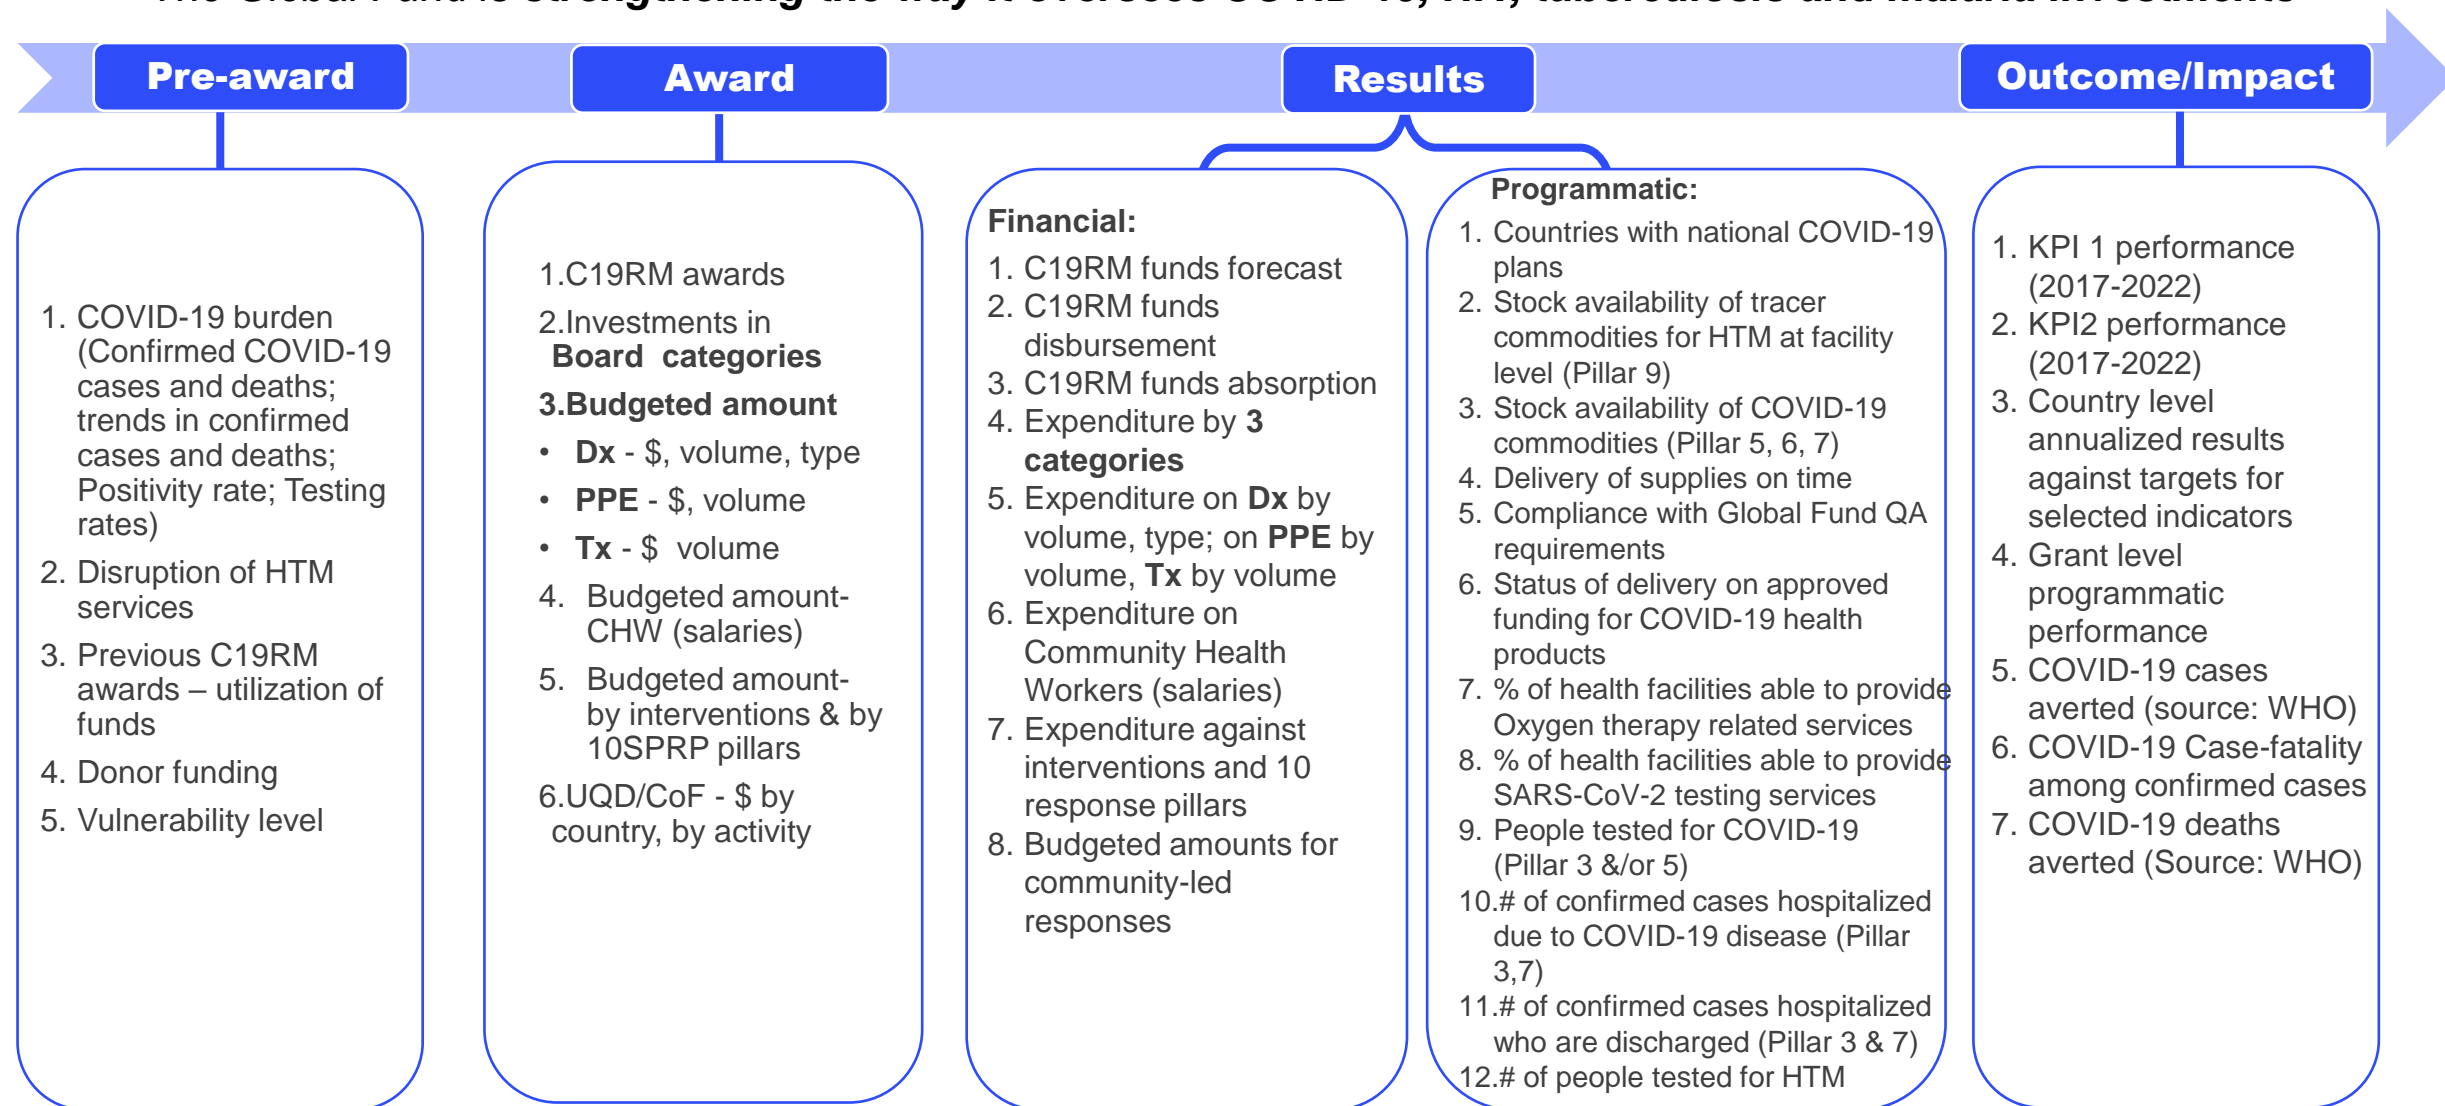 The Global Fund is strengthening the way it oversees COVID-19, HIV, tuberculosis and malaria investments
Pre-award
Award
Results
Outcome/Impact
1. COVID-19 burden
(Confirmed COVID-19
cases and deaths;
trends in confirmed
cases and deaths;
Positivity rate; Testing
rates)
2. Disruption of HTM
services
3. Previous C19RM
awards – utilization of
funds
4. Donor funding
5. Vulnerability level
1.C19RM awards
2.Investments in
Board categories
3.Budgeted amount
• Dx - $, volume, type
• PPE - $, volume
• Tx - $ volume
4. Budgeted amount-
CHW (salaries)
5. Budgeted amount-
by interventions & by
10SPRP pillars
6.UQD/CoF - $ by
country, by activity
Financial:
1. C19RM funds forecast
2. C19RM funds
disbursement
3. C19RM funds absorption
4. Expenditure by 3
categories
5. Expenditure on Dx by
volume, type; on PPE by
volume, Tx by volume
6. Expenditure on
Community Health
Workers (salaries)
7. Expenditure against
interventions and 10
response pillars
8. Budgeted amounts for
community-led
responses
Programmatic:
1. Countries with national COVID-19
plans
2. Stock availability of tracer
commodities for HTM at facility
level (Pillar 9)
3. Stock availability of COVID-19
commodities (Pillar 5, 6, 7)
4. Delivery of supplies on time
5. Compliance with Global Fund QA
requirements
6. Status of delivery on approved
funding for COVID-19 health
products
7. % of health facilities able to provide
Oxygen therapy related services
8. % of health facilities able to provide
SARS-CoV-2 testing services
9. People tested for COVID-19
(Pillar 3 &/or 5)
10.# of confirmed cases hospitalized
due to COVID-19 disease (Pillar
3,7)
11.# of confirmed cases hospitalized
who are discharged (Pillar 3 & 7)
12.# of people tested for HTM
1. KPI 1 performance
(2017-2022)
2. KPI2 performance
(2017-2022)
3. Country level
annualized results
against targets for
selected indicators
4. Grant level
programmatic
performance
5. COVID-19 cases
averted (source: WHO)
6. COVID-19 Case-fatality
among confirmed cases
7. COVID-19 deaths
averted (Source: WHO)